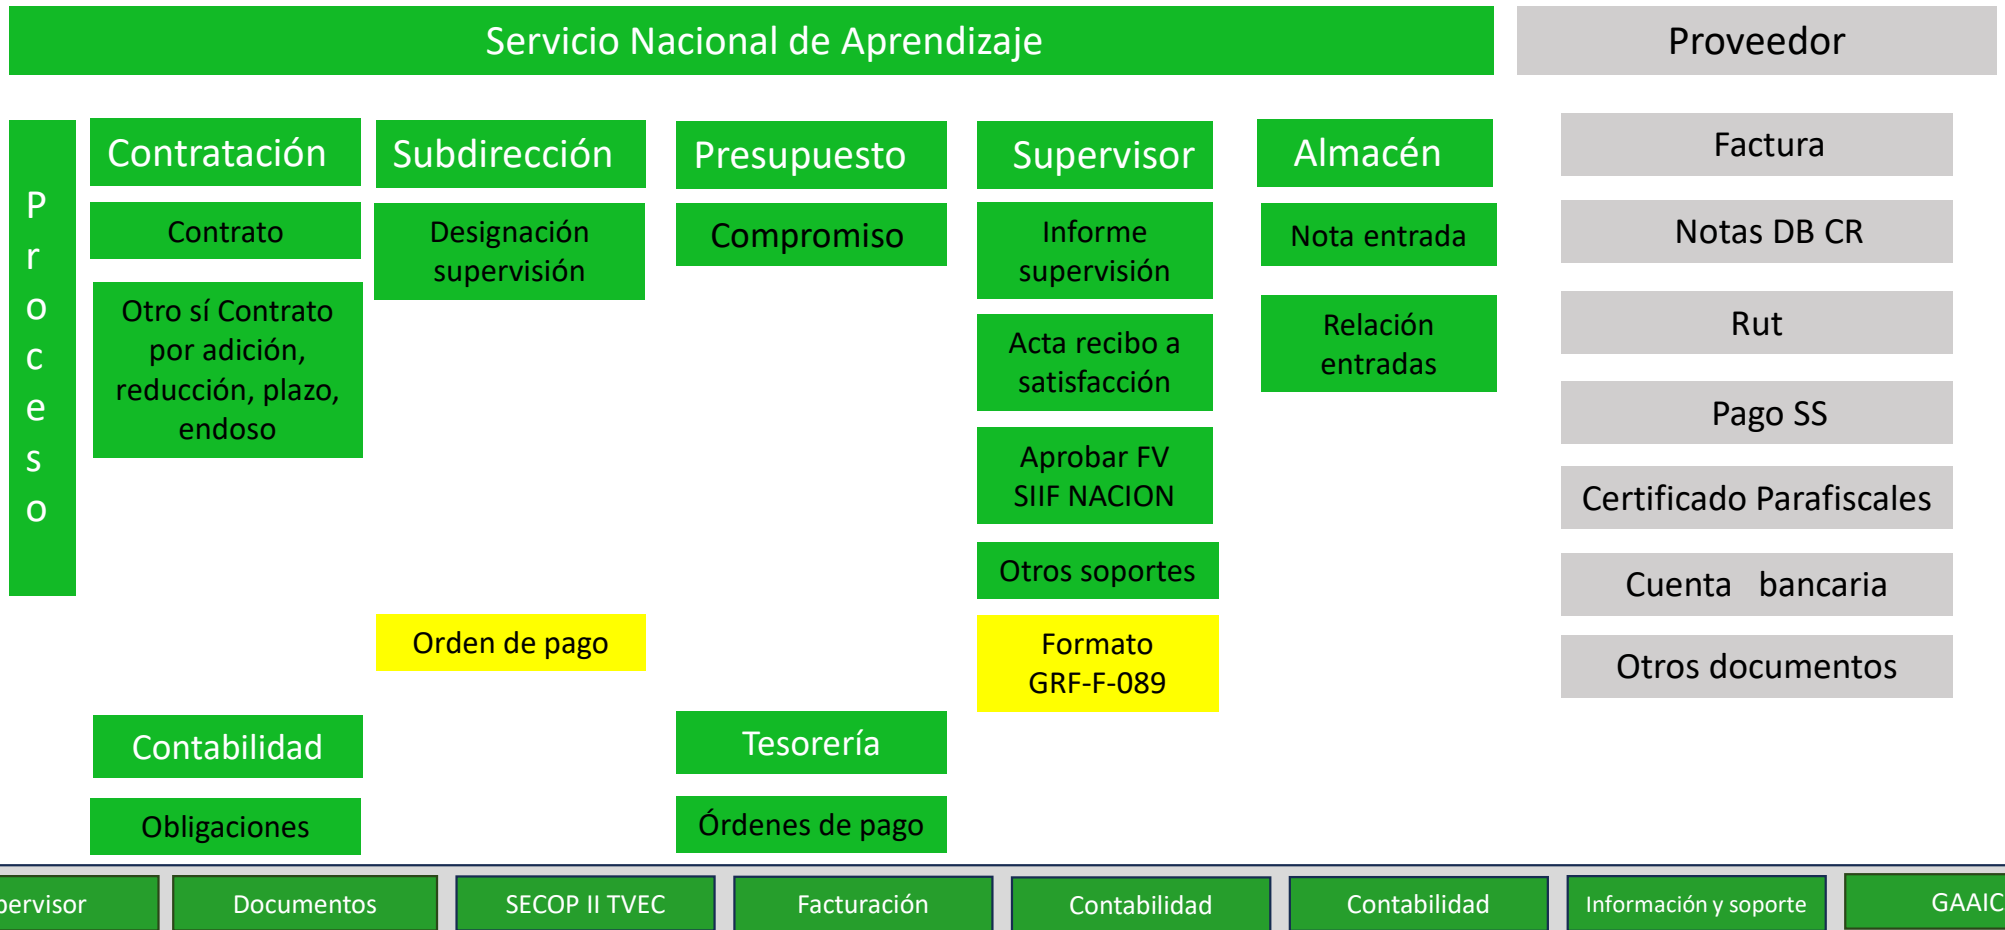 Servicio Nacional de Aprendizaje
Proveedor
Proceso
Contratación
Contrato
Otro sí Contrato
por adición,
reducción, plazo,
endoso
Subdirección
Designación
supervisión
Orden de pago
Presupuesto
Compromiso
Supervisor
Informe
supervisión
Acta recibo a
satisfacción
Aprobar FV
SIIF NACION
Otros soportes
Formato
GRF-F-089
Almacén
Nota entrada
Relación
entradas
Factura
Notas DB CR
Rut
Pago SS
Certificado Parafiscales
Cuenta bancaria
Otros documentos
Contabilidad
Obligaciones
Tesorería
Órdenes de pago
pervisor
Documentos
SECOP II TVEC
Facturación
Contabilidad
Contabilidad
Información y soporte
GAAIC